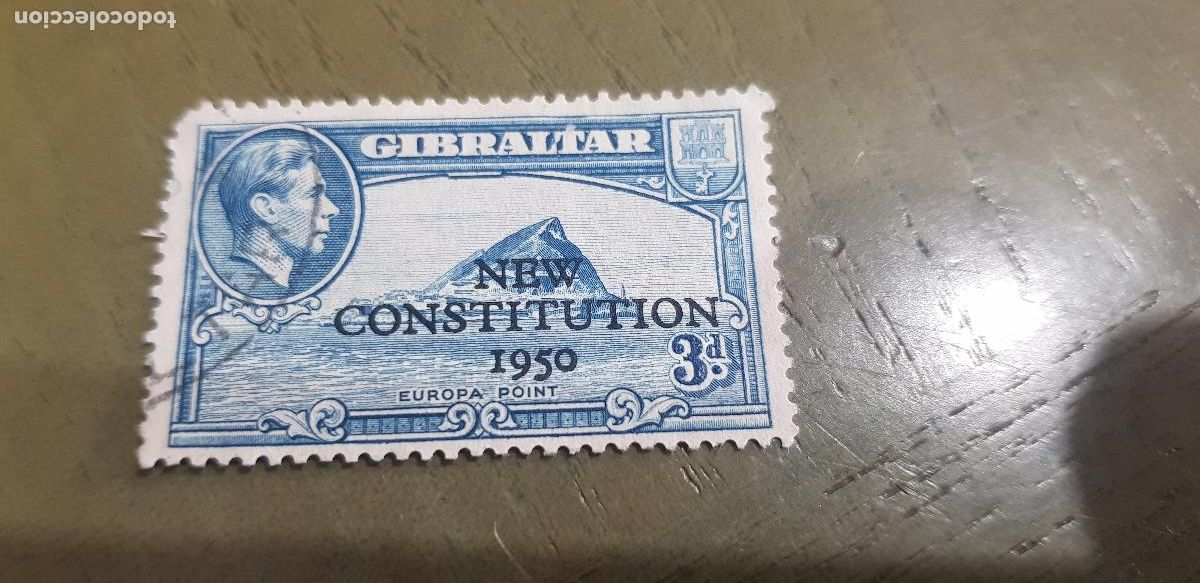 todocoleccion
GIBRALTAR
NEW
CONSTITUTION
1950
3d.
EUROPA POINT